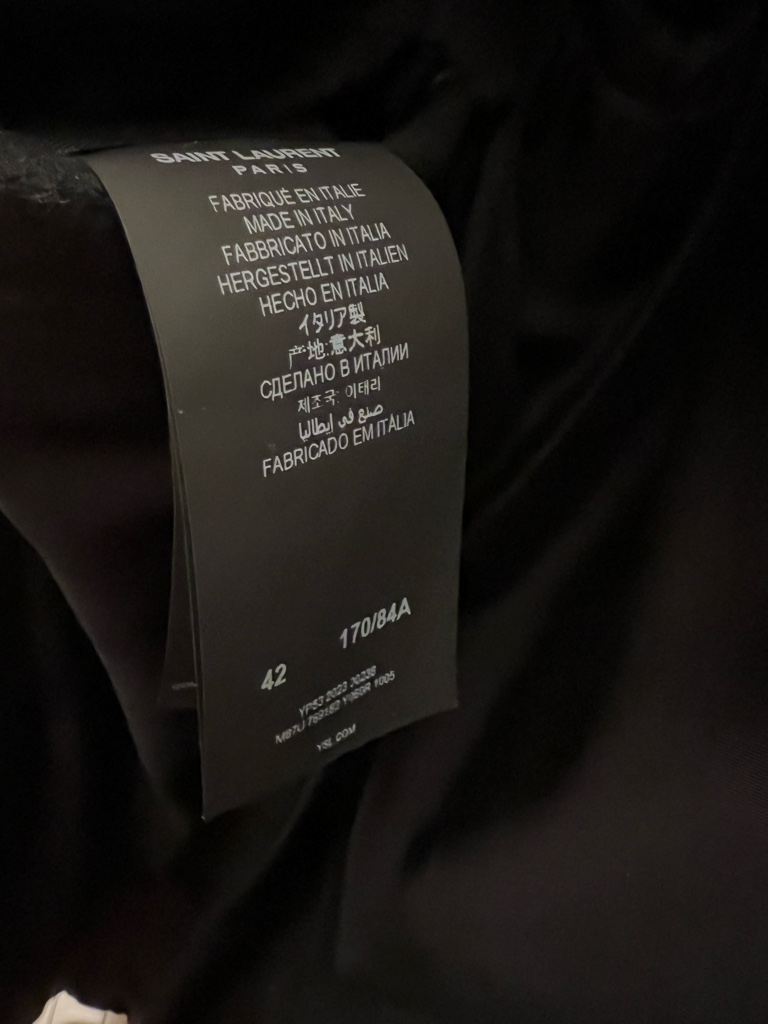 SAINT LAURENT
PARIS
FABRIQUÉ EN ITALIE
MADE IN ITALY
FABBRICATO IN ITALIA
HERGESTELLT IN ITALIEN
HECHO EN ITALIA
イタリア製
产地:意大利
СДЕЛАНО В ИТАЛИИ
제조국: 이태리
صنع في إيطاليا
FABRICADO EM ITÁLIA
42 170/84A
2023
YSL.COM